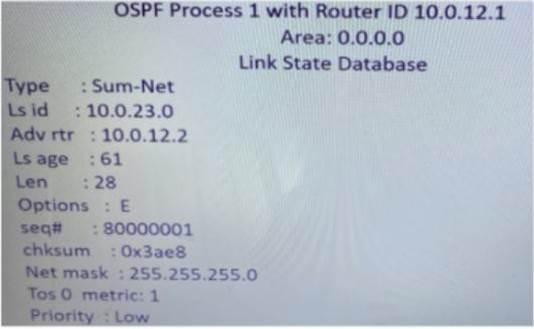 OSPF Process 1 with Router ID 10.0.12.1
Area: 0.0.0.0
Link State Database
Type : Sum-Net
Ls id : 10.0.23.0
Adv rtr : 10.0.12.2
Ls age : 61
Len : 28
Options : E
seq# : 80000001
chksum : 0x3ae8
Net mask : 255.255.255.0
Tos 0 metric: 1
Priority : Low